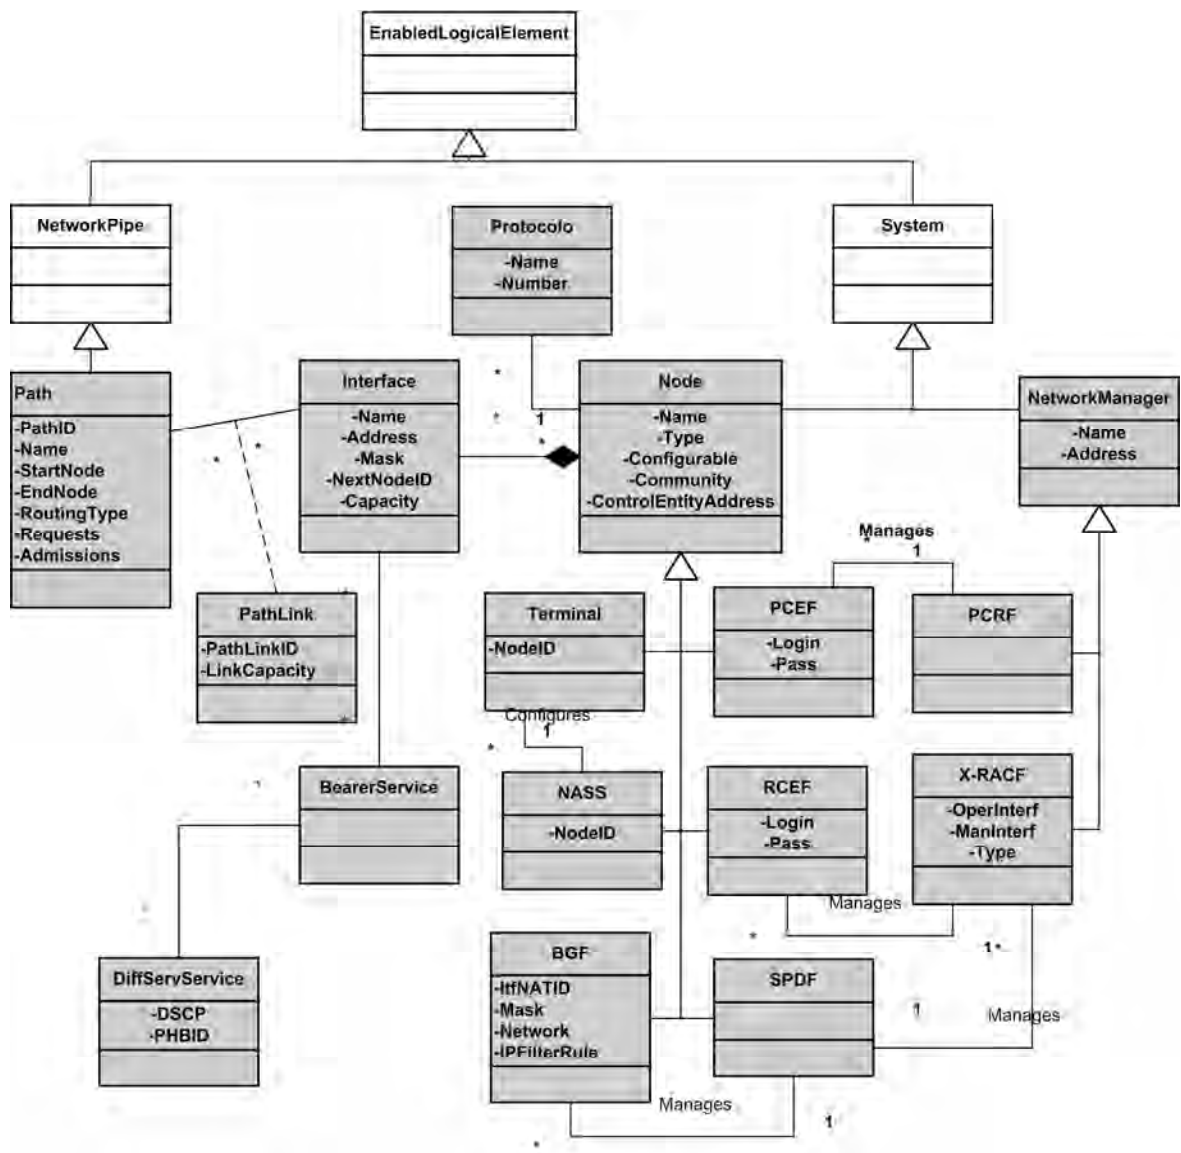 EnabledLogicalElement
NetworkPipe
Protocolo
-Name
-Number
System
Path
-PathID
-Name
-StartNode
-EndNode
-RoutingType
-Requests
-Admissions
Interface
-Name
-Address
-Mask
-NextNodeID
-Capacity
*
*
1
*
Node
-Name
-Type
-Configurable
-Community
-ControlEntityAddress
NetworkManager
-Name
-Address
*
*
PathLink
-PathLinkID
-LinkCapacity
*
Terminal
-NodeID
Manages
*
1
PCEF
-Login
-Pass
PCRF
Configures
1
*
BearerService
NASS
-NodeID
RCEF
-Login
-Pass
X-RACF
-OperInterf
-ManInterf
-Type
Manages
*
1
*
DiffServService
-DSCP
-PHBID
BGF
-ItfNATID
-Mask
-Network
-IPFilterRule
SPDF
1
Manages
Manages
1
*